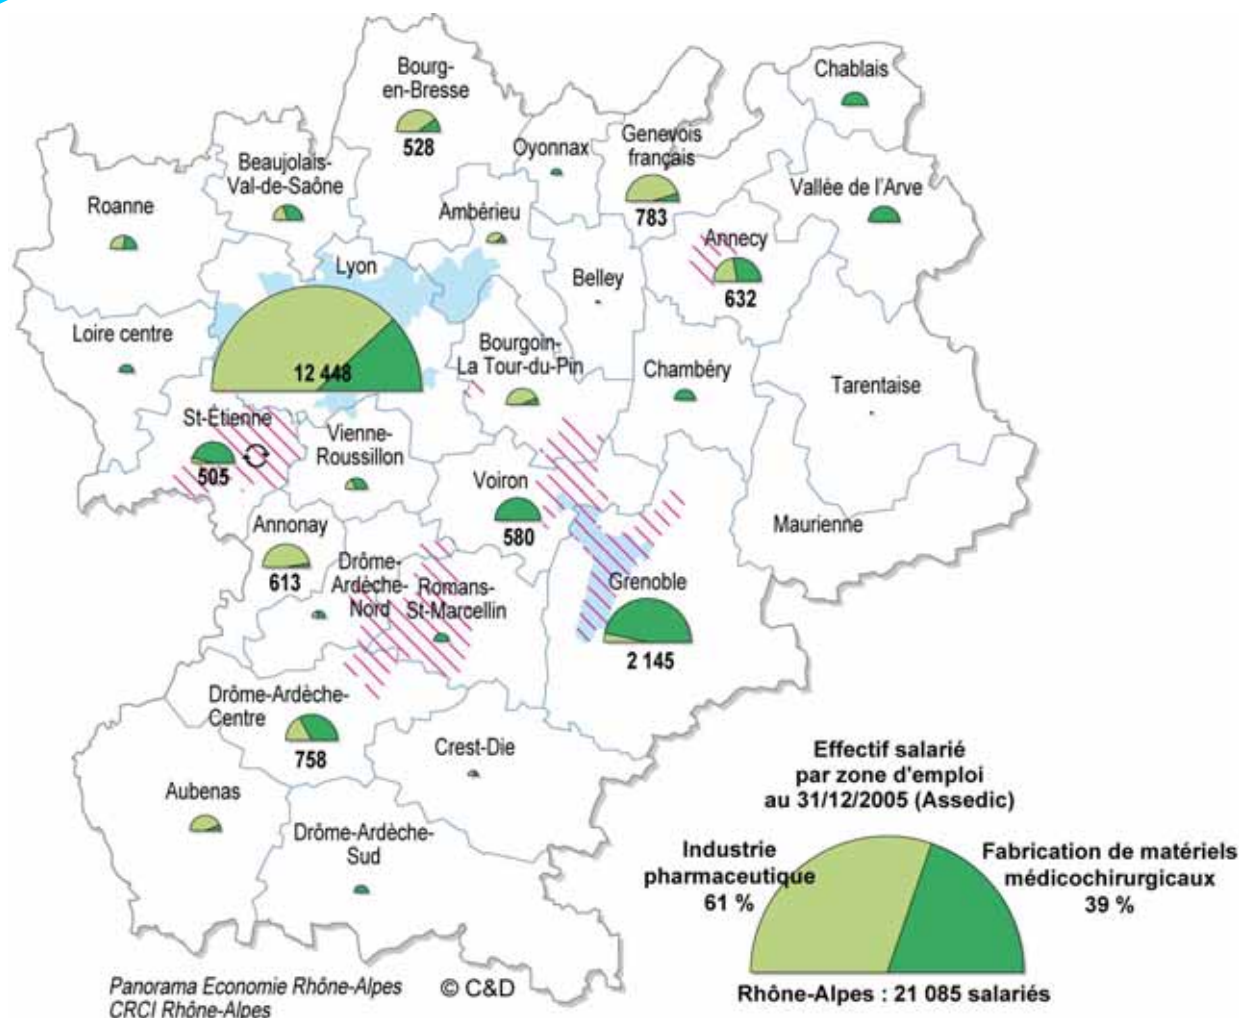 Chablais
Bourg-
en-Bresse
528
Oyonnax
Genevois
français
783
Beaujolais-
Val-de-Saône
Vallée de l'Arve
Roanne
Ambérieu
Annecy
632
Lyon
12 448
Belley
Loire centre
Bourgoin-
La Tour-du-Pin
Chambéry
Tarentaise
St-Étienne
505
Vienne-
Roussillon
Voiron
580
Maurienne
Annonay
613
Drôme-
Ardèche-
Nord
Romans-
St-Marcellin
Grenoble
2 145
Drôme-Ardèche-
Centre
758
Crest-Die
Aubenas
Drôme-Ardèche-
Sud
Effectif salarié
par zone d'emploi
au 31/12/2005 (Assedic)
Industrie
pharmaceutique
61 %
Fabrication de matériels
médicochirurgicaux
39 %
Rhône-Alpes : 21 085 salariés
Panorama Economie Rhône-Alpes
CRCI Rhône-Alpes
© C&D